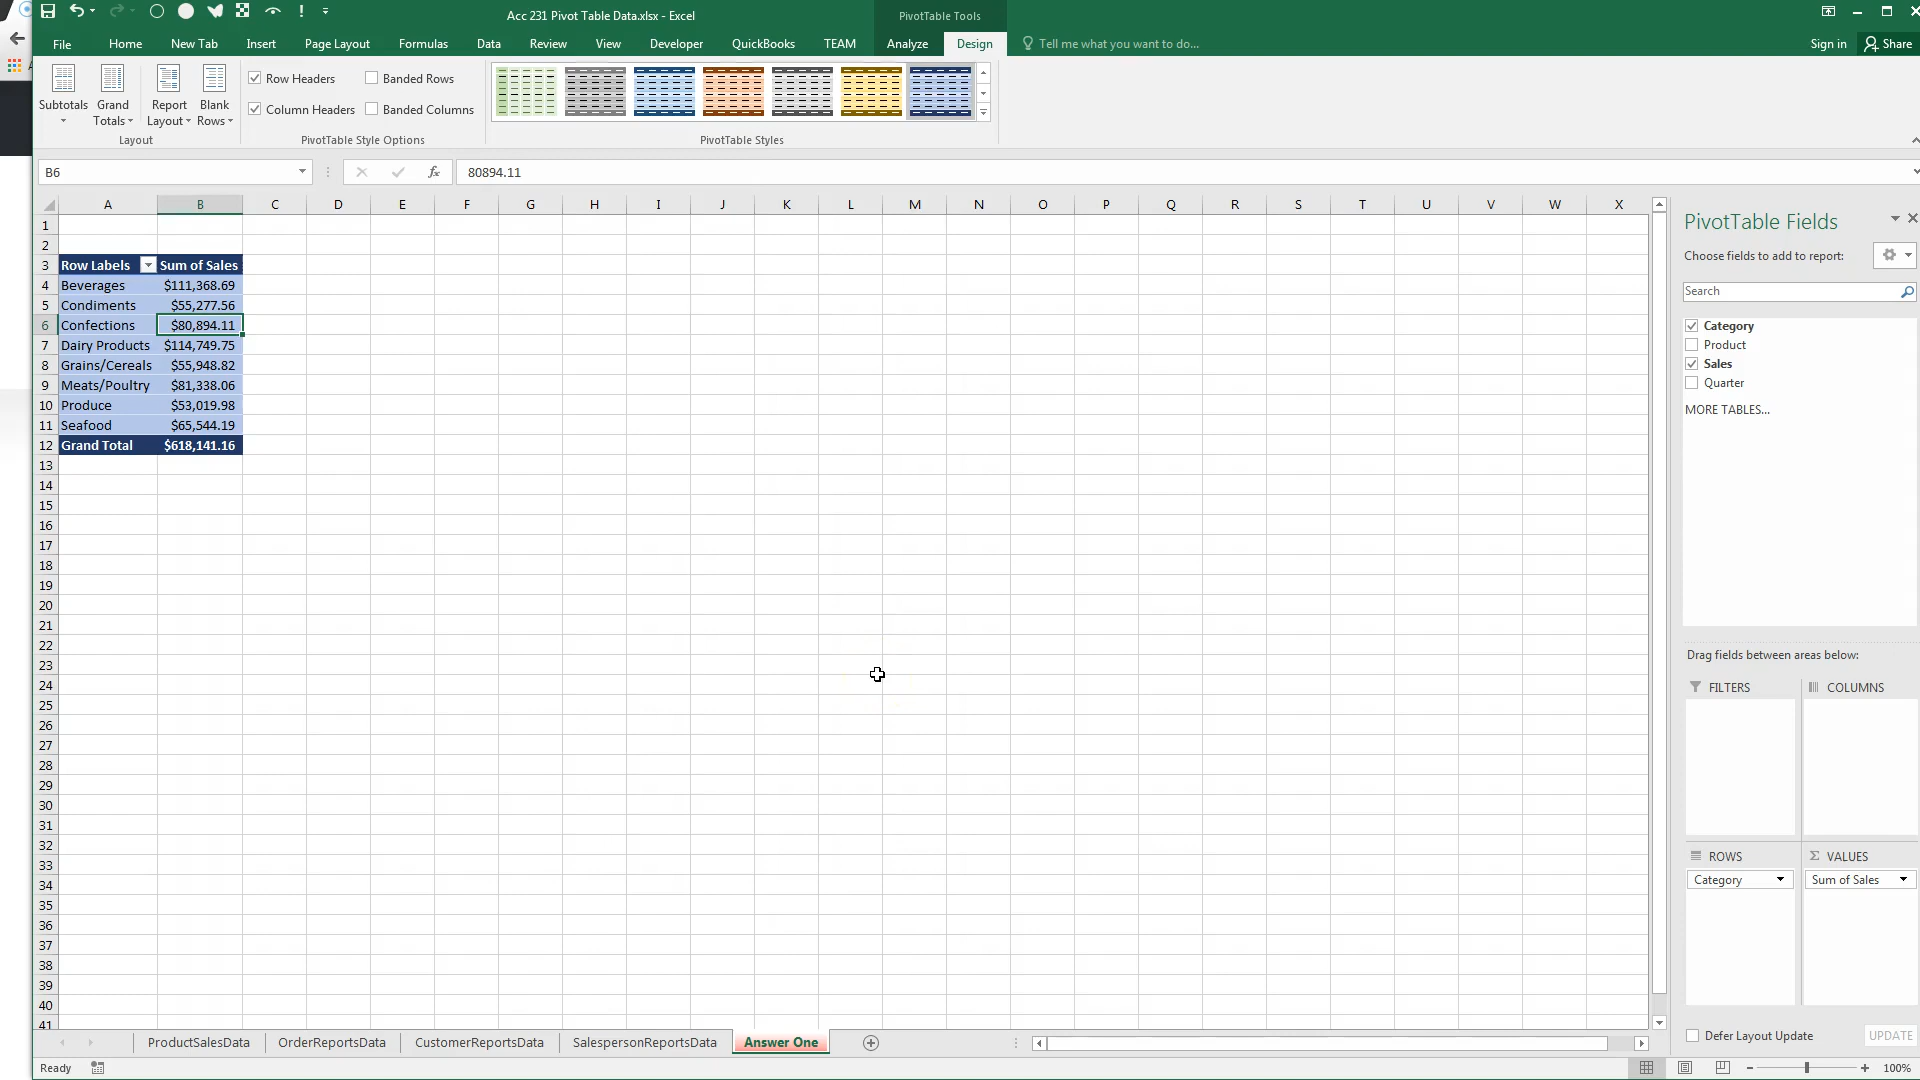 Acc 231 Pivot Table Data.xlsx - Excel
PivotTable Tools
File Home New Tab Insert Page Layout Formulas Data Review View Developer QuickBooks TEAM Analyze Design Tell me what you want to do... Sign in Share
Subtotals
Grand Totals
Report Layout
Blank Rows
Layout
Row Headers Banded Rows
Column Headers Banded Columns
PivotTable Style Options
PivotTable Styles
B6 fx 80894.11
A B C D E F G H I J K L M N O P Q R S T U V W X
1
2
3 Row Labels Sum of Sales
4 Beverages $111,368.69
5 Condiments $55,277.56
6 Confections $80,894.11
7 Dairy Products $114,749.75
8 Grains/Cereals $55,948.82
9 Meats/Poultry $81,338.06
10 Produce $53,019.98
11 Seafood $65,544.19
12 Grand Total $618,141.16
13
14
15
16
17
18
19
20
21
22
23
24
25
26
27
28
29
30
31
32
33
34
35
36
37
38
39
40
41
PivotTable Fields
Choose fields to add to report:
Search
Category
Product
Sales
Quarter
MORE TABLES...
Drag fields between areas below:
FILTERS COLUMNS
ROWS Σ VALUES
Category Sum of Sales
Defer Layout Update UPDATE
ProductSalesData OrderReportsData CustomerReportsData SalespersonReportsData Answer One
Ready 100%